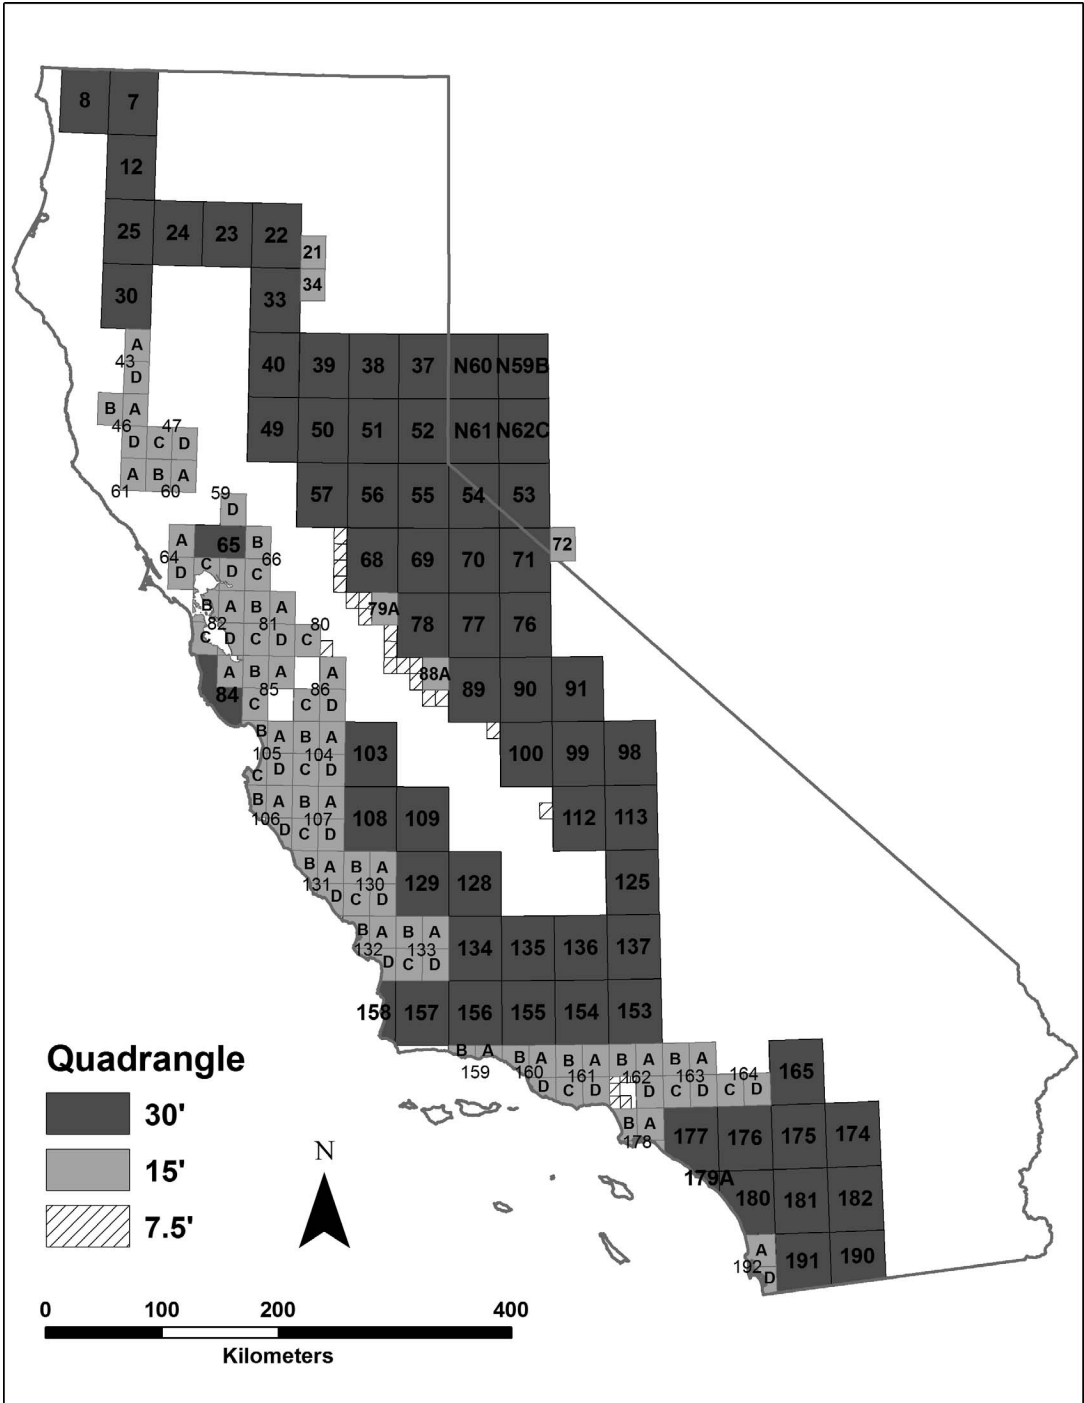 8 7
12
25 24 23 22
21
34
30 33
A
43
D
40 39 38 37 N60 N59B
B A
46 47
49 50 51 52 N61 N62C
D C D
A B A
61 60
59
D
57 56 55 54 53
A 65 B
64 66
D C D C
68 69 70 71 72
B A B A
82 81 80
C D C D C
79A 78 77 76
A B A A
84 85 86
C C D
88A 89 90 91
B A B A
105 104
C D C D
103 100 99 98
B A B A
106 107
D C D
108 109 112 113
B A B A
131 130
D C D
129 128 125
B A B A
132 133
D C D
134 135 136 137
158 157 156 155 154 153
B A B A B A B A B A
159 160 161 162 163 164
D C D D C D C D
165
B A
178
177 176 175 174
179A 180 181 182
A
192
D
191 190
Quadrangle
30'
15'
7.5'
N
0 100 200 400
Kilometers